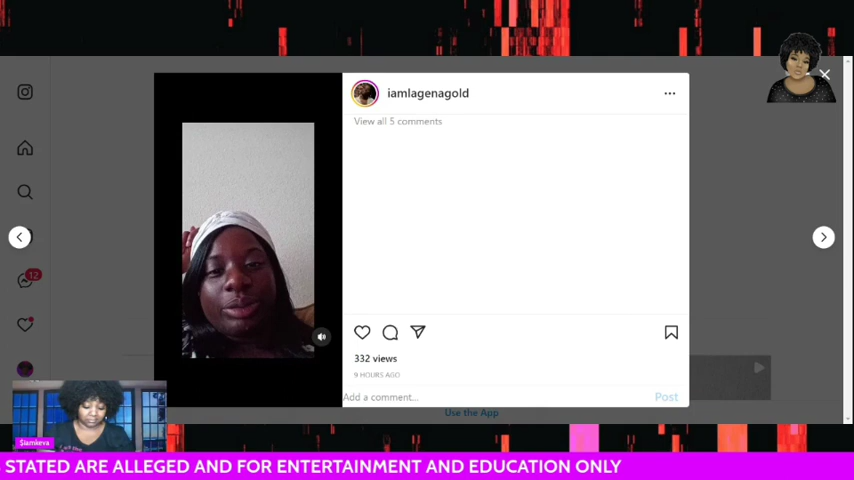 iamlagenagold
View all 5 comments
12
332 views
9 HOURS AGO
Add a comment...
Post
Use the App
$iamkeva
STATED ARE ALLEGED AND FOR ENTERTAINMENT AND EDUCATION ONLY